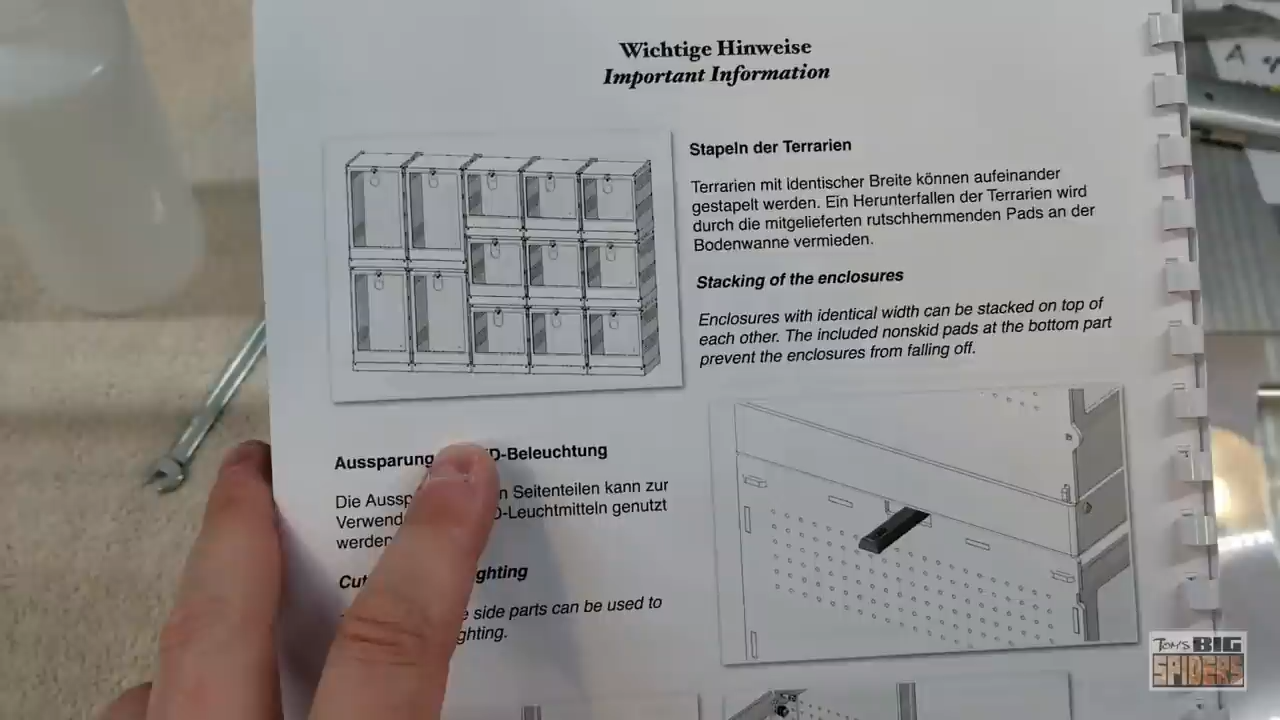 Wichtige Hinweise
Important Information
Stapeln der Terrarien
Terrarien mit Identischer Breite können aufeinander
gestapelt werden. Ein Herunterfallen der Terrarien wird
durch die mitgelieferten rutschhemmenden Pads an der
Bodenwanne vermieden.
Stacking of the enclosures
Enclosures with identical width can be stacked on top of
each other. The included nonskid pads at the bottom part
prevent the enclosures from falling off.
Aussparung D-Beleuchtung
Die Aussp n Seitenteilen kann zur
Verwend D-Leuchtmitteln genutzt
werden
Cut ghting
side parts can be used to
ghting.
A
TOM'S BIG
SPIDERS